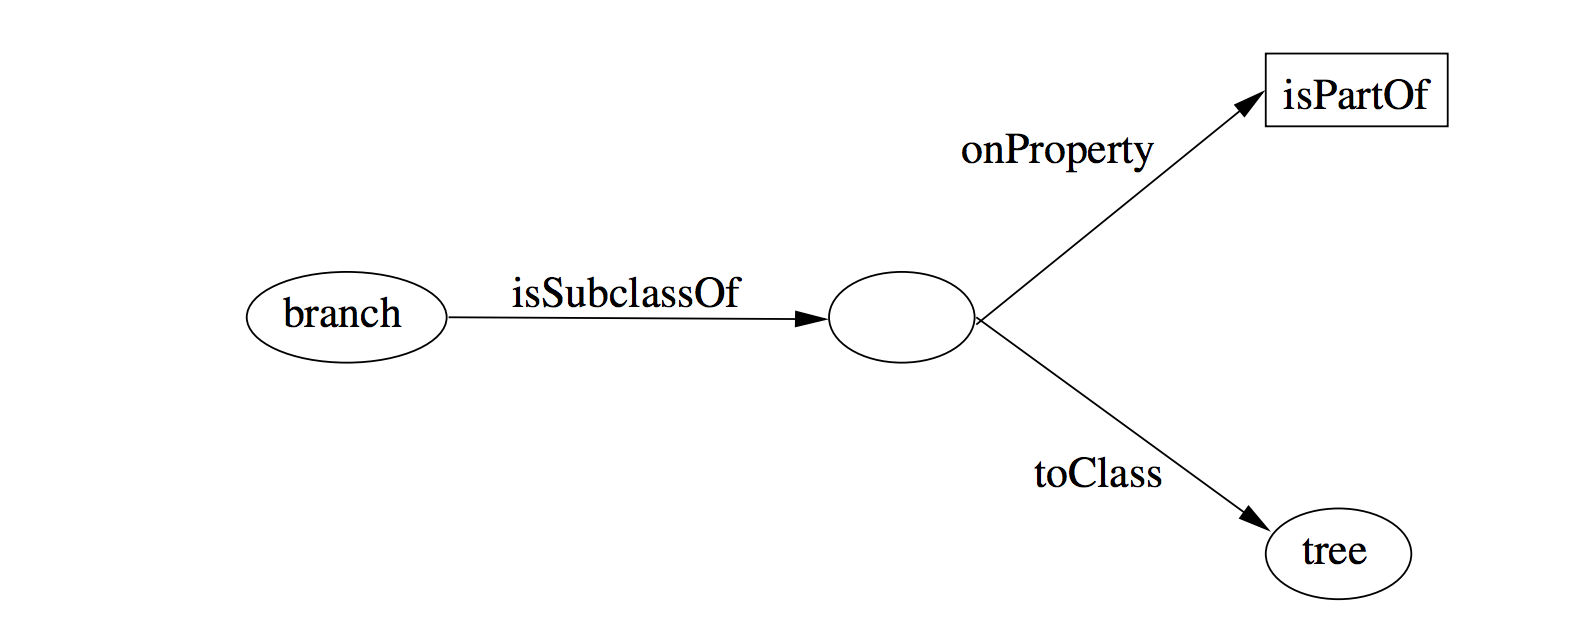 isPartOf
onProperty
isSubclassOf
branch
toClass
tree